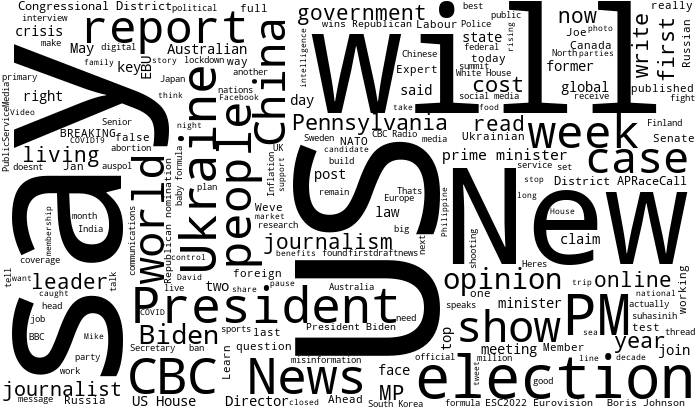 Congressional District
political
full
government
best
public
now
really
interview
report
wins Republican
Labour
Police
rising
Joe
photo
write
first
Russian
crisis
make
May
digital
Australian
China
intelligence
will
Chinese
state
federal
Canada
North
parties
key
EBU
story
lockdown
way
Expert
summit
today
former
family
Japan
another
said
White House
cost
global
published
primary
right
think
nations
Facebook
day
social media
receive
fight
Video
PublicServiceMedia
Senior
night
take
food
BREAKING
COVID19
false
Ukraine
people
Pennsylvania
read
week
Finland
Senate
say
abortion
UK
Sweden
NATO
CBC Radio
Ukrainian
living
Jan
auspol
world
baby formula
plan
Inflation
support
candidate
media
build
prime minister
service
set
case
doesnt
Republican nomination
remain
post
Thats
Europe
US
New
stop
District
APRaceCall
month
India
membership
communications
Weve
market
research
law
big
next
Philippine
long
House
claim
journalism
shooting
coverage
control
benefits
foundfirstdraftnews
Heres
tell
want
leader
talk
live
David
two
foreign
share
pause
opinion
trip
online
working
caught
head
President
Australia
one
minister
national
actually
job
COVID
President Biden
need
speaks
show
PM
suhasinih
BBC
Mike
Biden
sports
last
top
sea
test
thread
party
Secretary
ban
Learn
question
misinformation
meeting
Member
year
join
work
CBC
News
face
official
million
line
decade
journalist
MP
tweet
election
good
message
Russia
US House
Director
closed
Ahead
South Korea
formula
ESC2022
Eurovision
Boris Johnson